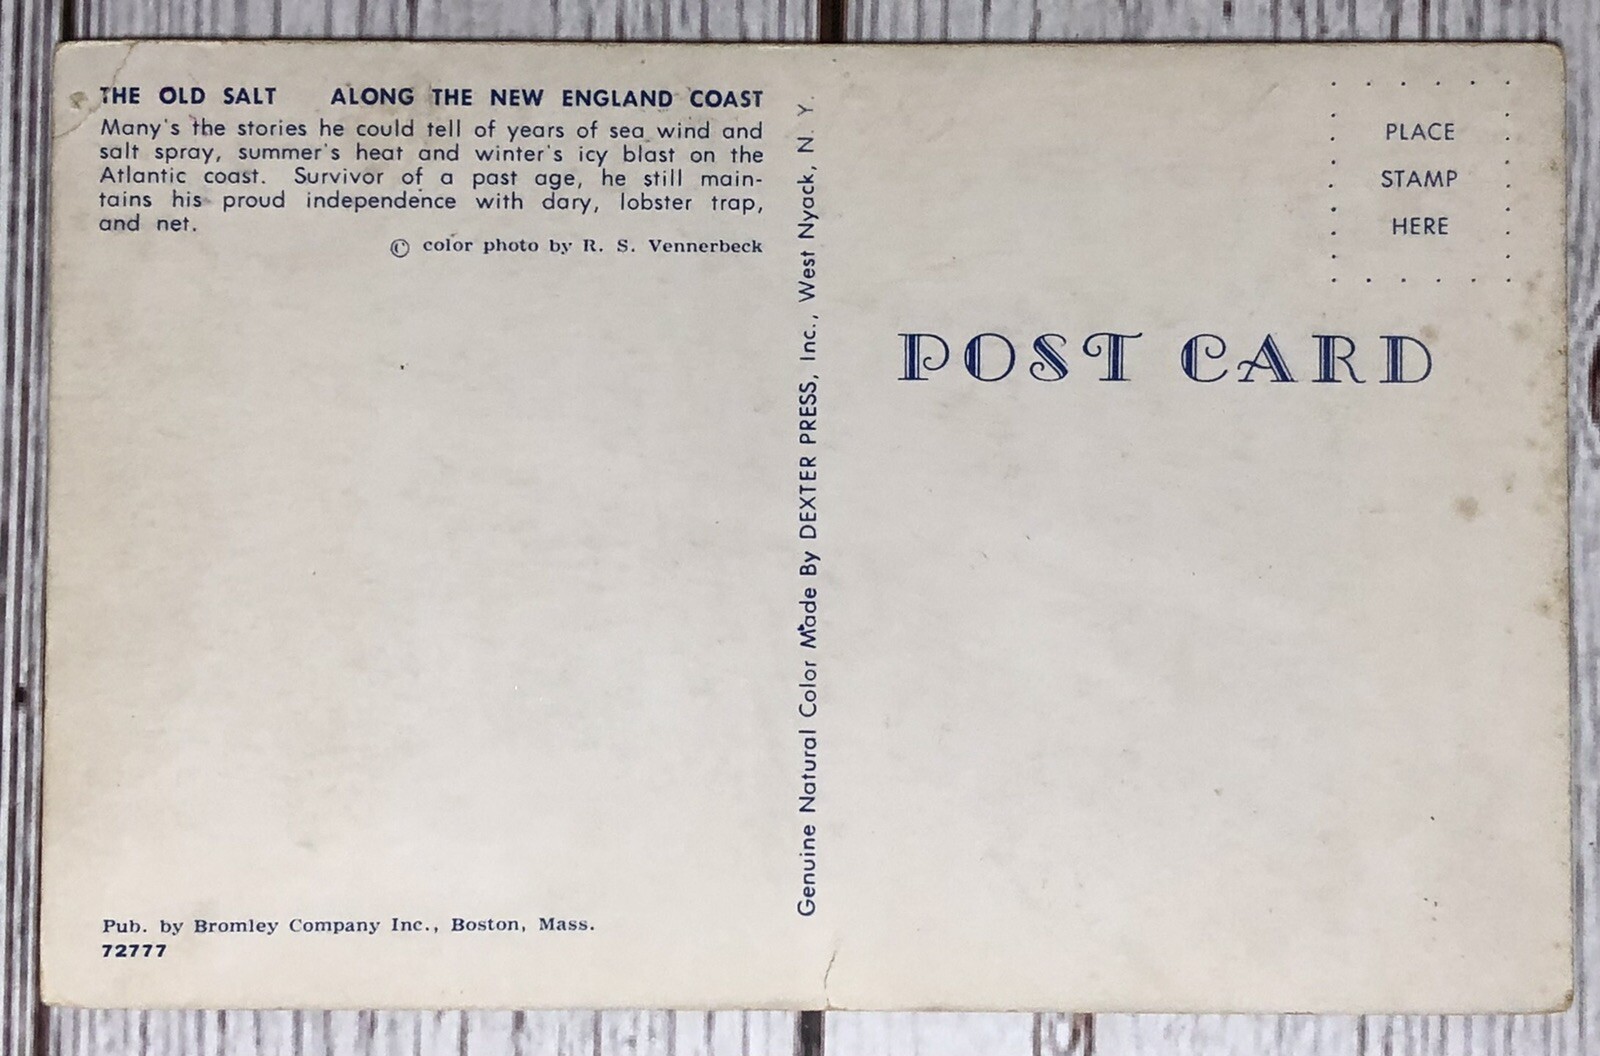 THE OLD SALT ALONG THE NEW ENGLAND COAST
Many's the stories he could tell of years of sea wind and
salt spray, summer's heat and winter's icy blast on the
Atlantic coast. Survivor of a past age, he still main-
tains his proud independence with dary, lobster trap,
and net.
© color photo by R. S. Vennerbeck
Pub. by Bromley Company Inc., Boston, Mass.
72777
Genuine Natural Color Made By DEXTER PRESS, Inc., West Nyack, N. Y.
PLACE
STAMP
HERE
POST CARD